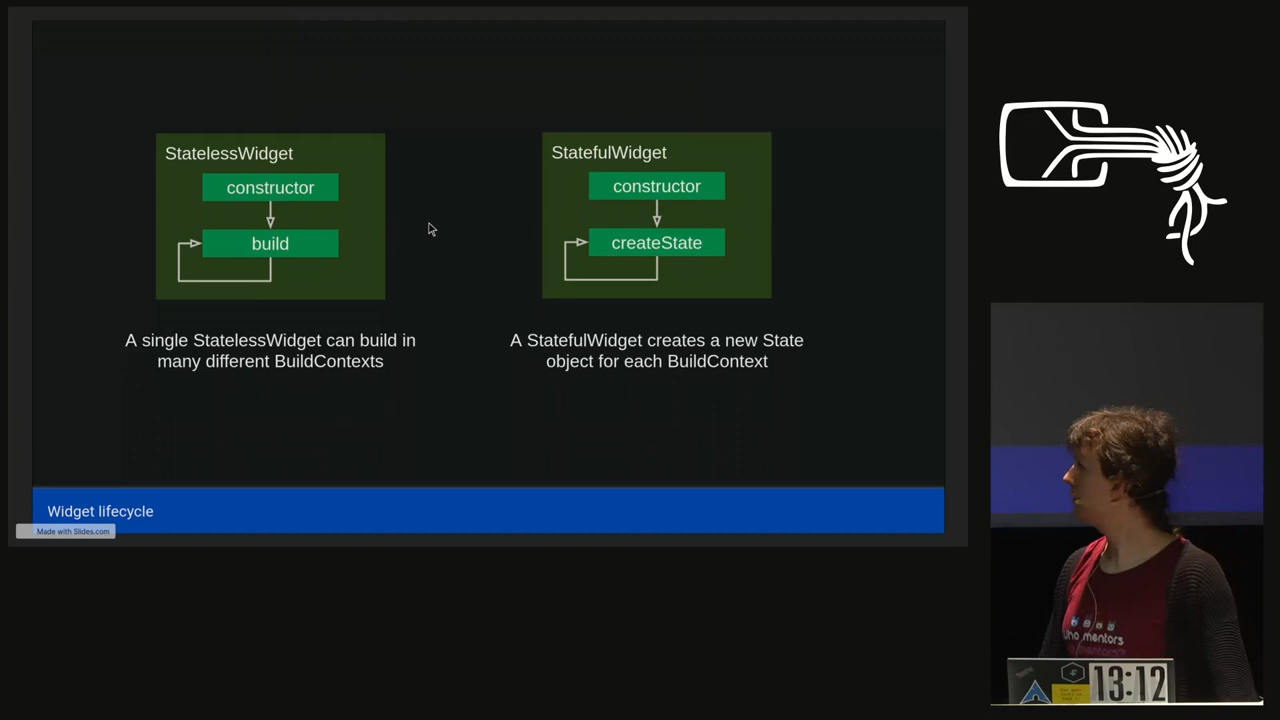 StatelessWidget
constructor
build
A single StatelessWidget can build in
many different BuildContexts
StatefulWidget
constructor
createState
A StatefulWidget creates a new State
object for each BuildContext
Widget lifecycle
Made with Slides.com
mentors
13:12